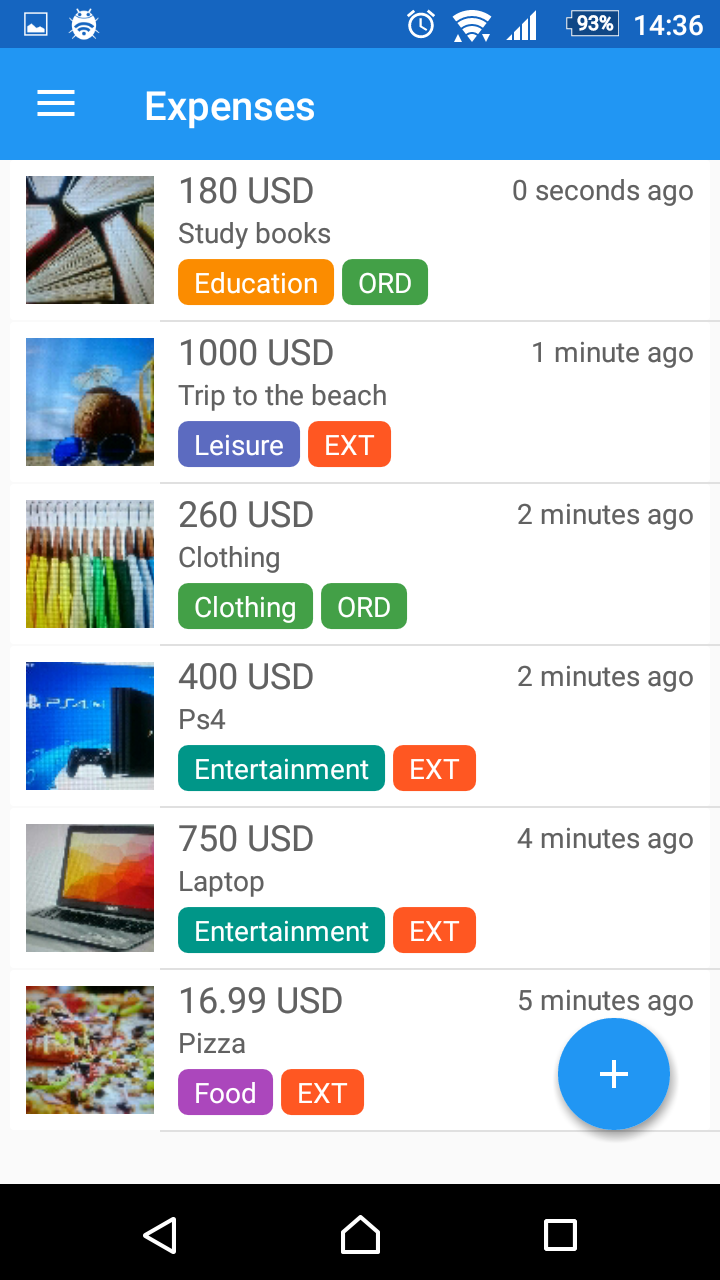 93% 14:36
Expenses
180 USD 0 seconds ago
Study books
Education ORD
1000 USD 1 minute ago
Trip to the beach
Leisure EXT
260 USD 2 minutes ago
Clothing
Clothing ORD
400 USD 2 minutes ago
Ps4
Entertainment EXT
750 USD 4 minutes ago
Laptop
Entertainment EXT
16.99 USD 5 minutes ago
Pizza
Food EXT